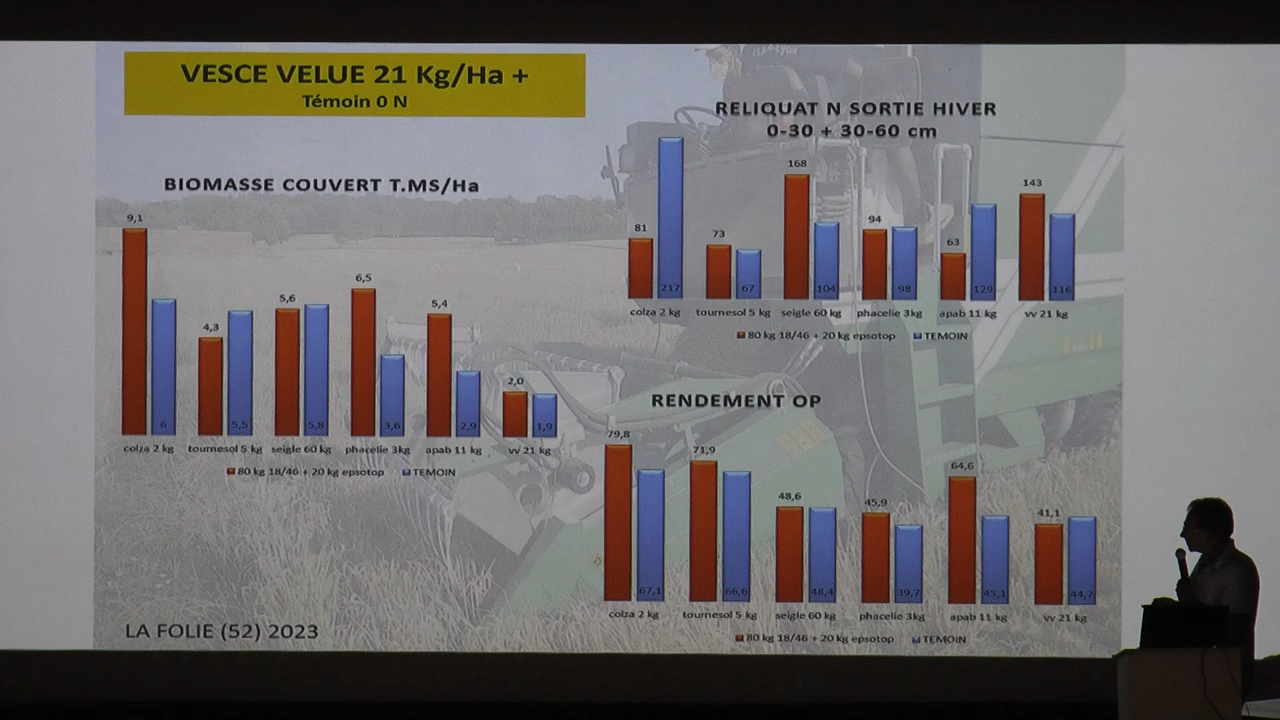 VESCE VELUE 21 Kg/Ha +
Témoin 0 N
BIOMASSE COUVERT T.MS/Ha
9,1
6
4,3
5,5
5,6
5,8
6,5
3,6
5,4
2,9
2,0
1,9
colza 2 kg
tournesol 5 kg
seigle 60 kg
phacelie 3kg
apab 11 kg
vv 21 kg
80 kg 18/46 + 20 kg epsotop
TEMOIN
RELIQUAT N SORTIE HIVER
0-30 + 30-60 cm
81
217
73
67
168
104
94
98
63
129
143
116
colza 2 kg
tournesol 5 kg
seigle 60 kg
phacelie 3kg
apab 11 kg
vv 21 kg
80 kg 18/46 + 20 kg epsotop
TEMOIN
RENDEMENT OP
79,8
67,1
71,9
66,6
48,6
48,4
45,9
39,7
64,6
45,1
41,1
44,7
colza 2 kg
tournesol 5 kg
seigle 60 kg
phacelie 3kg
apab 11 kg
vv 21 kg
80 kg 18/46 + 20 kg epsotop
TEMOIN
LA FOLIE (52) 2023